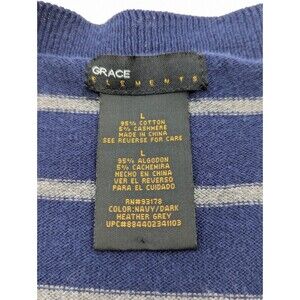 GRACE
ELEMENTS
L
95% COTTON
5% CASHMERE
MADE IN CHINA
SEE REVERSE FOR CARE
L
95% ALGODON
5% CACHEMIRA
HECHO EN CHINA
VER EL REVERSO
PARA EL CUIDADO
RN#93178
COLOR:NAVY/DARK
HEATHER GREY
UPC#884402341103